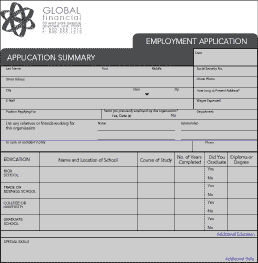 GLOBAL
financial
EMPLOYMENT APPLICATION
APPLICATION SUMMARY
Date
Last Name First Middle Social Security No.
Street Address Home Phone
City State Zip How Long at Present Address?
E-Mail Wages Expected
Position Applying For Have you previously applied to this organization? Department
Yes, Date(s) No
List any relatives or friends working for this organization Name Relationship
In case of accident notify Phone
EDUCATION Name and Location of School Course of Study No. of Years Completed Did You Graduate Diploma or Degree
HIGH SCHOOL Yes No
TRADE OR BUSINESS SCHOOL Yes No
COLLEGE OR UNIVERSITY Yes No
GRADUATE SCHOOL Yes No
Additional Education
SPECIAL SKILLS
Additional Skills